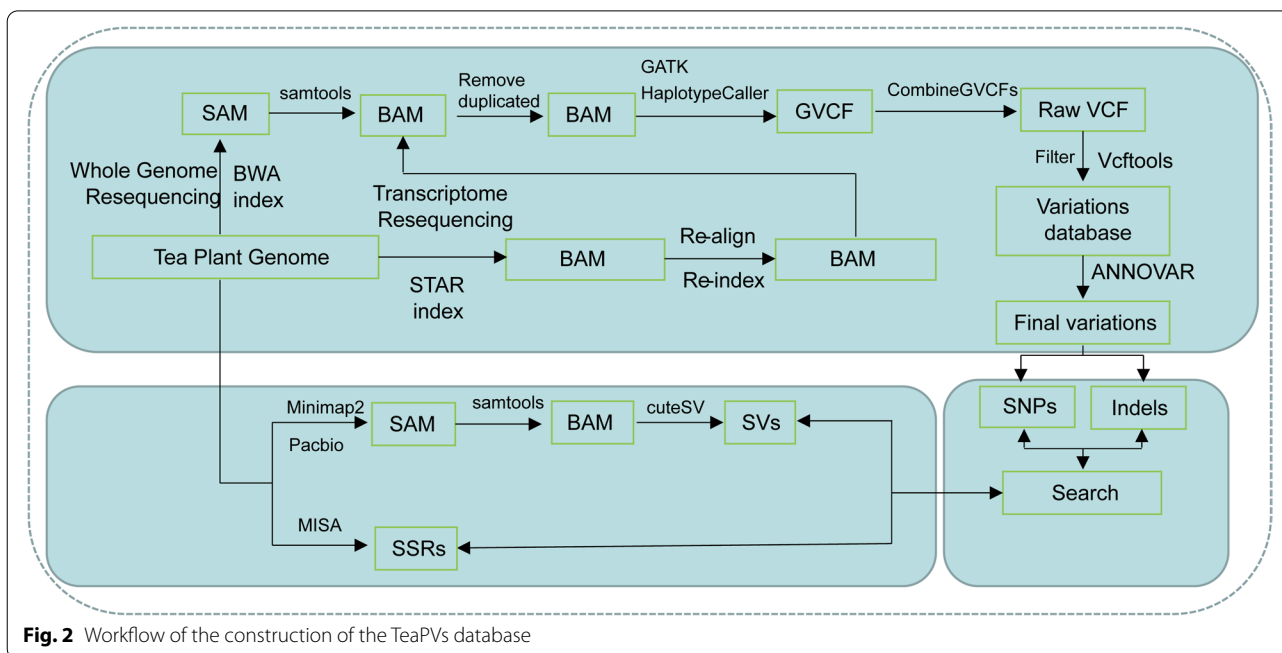 GATK
HaplotypeCaller
samtools
Remove
duplicated
CombineGVCFs
SAM
BAM
BAM
GVCF
Raw VCF
Whole Genome
Resequencing
BWA
index
Transcriptome
Resequencing
Filter
Vcftools
Variations
database
Tea Plant Genome
STAR
index
BAM
Re-align
Re-index
BAM
ANNOVAR
Final variations
Minimap2
Pacbio
SAM
samtools
BAM
cuteSV
SVs
SNPs
Indels
Search
MISA
SSRs
Fig. 2 Workflow of the construction of the TeaPVs database